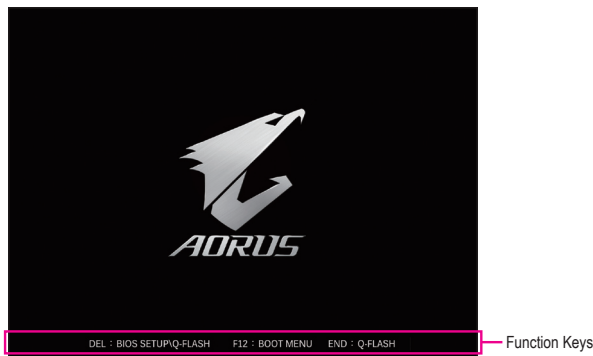 AORUS
DEL : BIOS SETUP\Q-FLASH F12 : BOOT MENU END : Q-FLASH
Function Keys